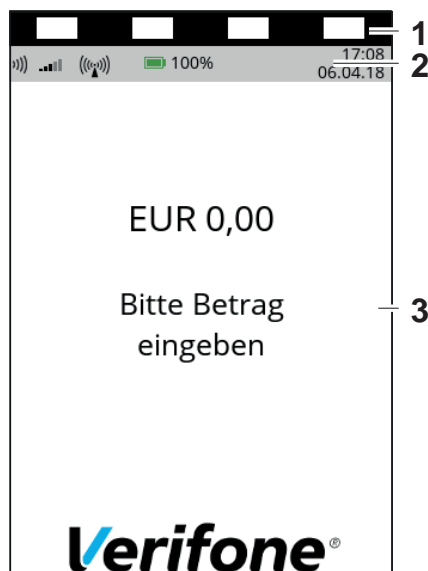 1
17:08
100%
2
06.04.18
EUR 0,00
Bitte Betrag
3
eingeben
Verifone®